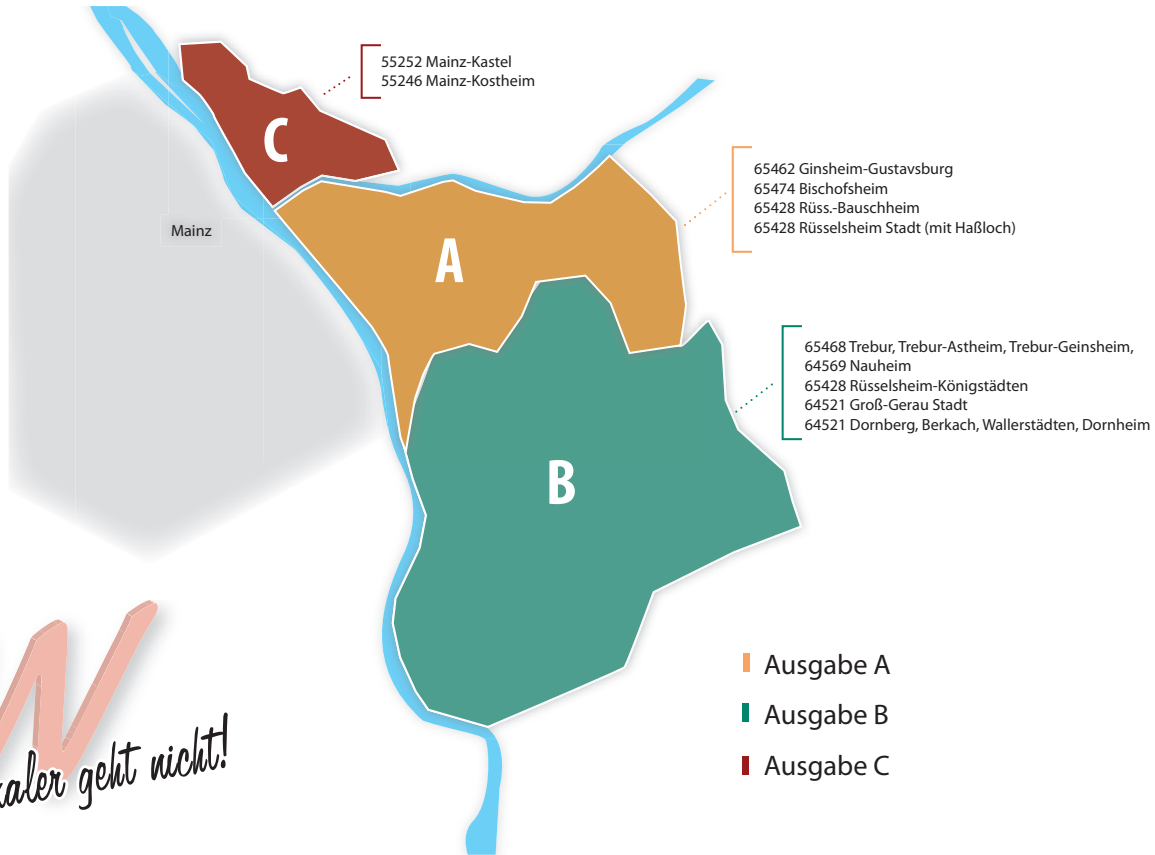 55252 Mainz-Kastel
55246 Mainz-Kostheim
C
65462 Ginsheim-Gustavsburg
65474 Bischofsheim
65428 Rüss.-Bauschheim
65428 Rüsselsheim Stadt (mit Haßloch)
Mainz
A
65468 Trebur, Trebur-Astheim, Trebur-Geinsheim,
64569 Nauheim
65428 Rüsselsheim-Königstädten
64521 Groß-Gerau Stadt
64521 Dornberg, Berkach, Wallerstädten, Dornheim
B
Ausgabe A
Ausgabe B
Ausgabe C
geht nicht!